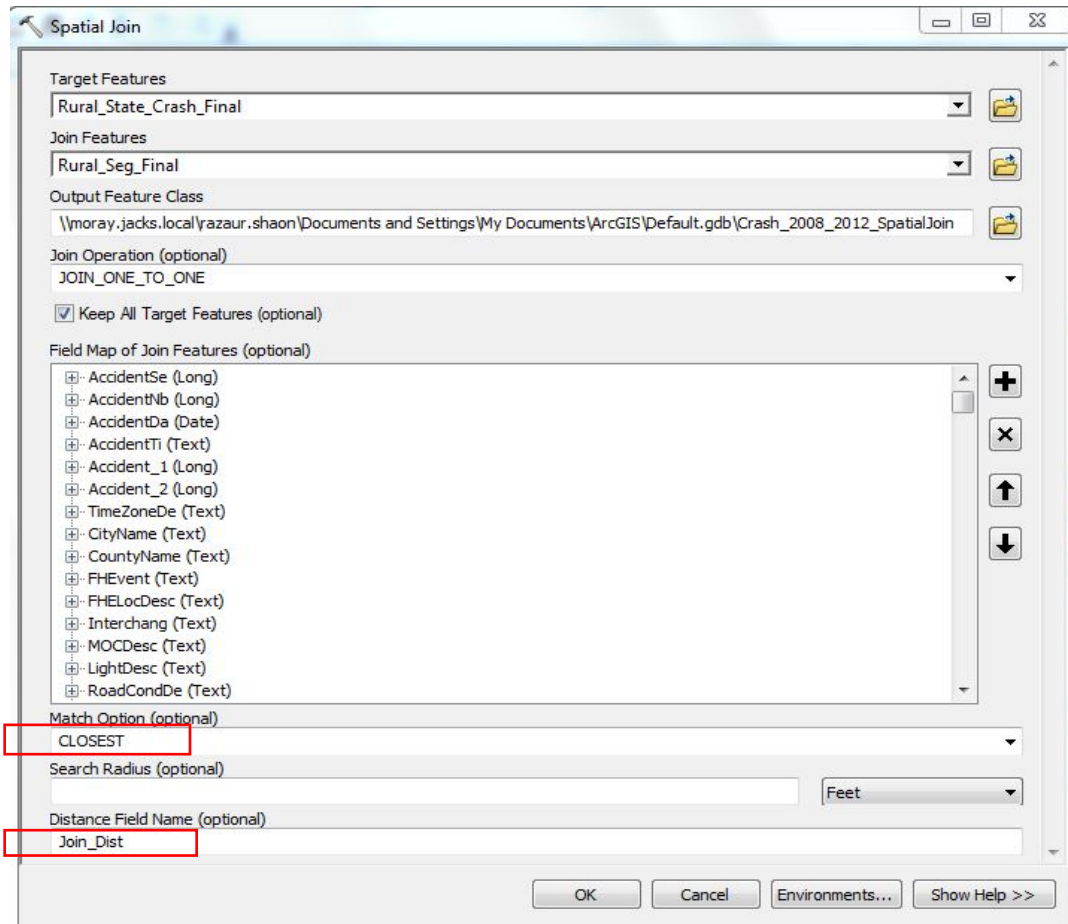 Spatial Join
Target Features
Rural_State_Crash_Final
Join Features
Rural_Seg_Final
Output Feature Class
\\moray.jacks.local\razaur.shaon\Documents and Settings\My Documents\ArcGIS\Default.gdb\Crash_2008_2012_SpatialJoin
Join Operation (optional)
JOIN_ONE_TO_ONE
Keep All Target Features (optional)
Field Map of Join Features (optional)
AccidentSe (Long)
AccidentNb (Long)
AccidentDa (Date)
AccidentTi (Text)
Accident_1 (Long)
Accident_2 (Long)
TimeZoneDe (Text)
CityName (Text)
CountyName (Text)
FHEvent (Text)
FHELocDesc (Text)
Interchang (Text)
MOCDesc (Text)
LightDesc (Text)
RoadCondDe (Text)
Match Option (optional)
CLOSEST
Search Radius (optional)
Feet
Distance Field Name (optional)
Join_Dist
OK Cancel Environments... Show Help >>